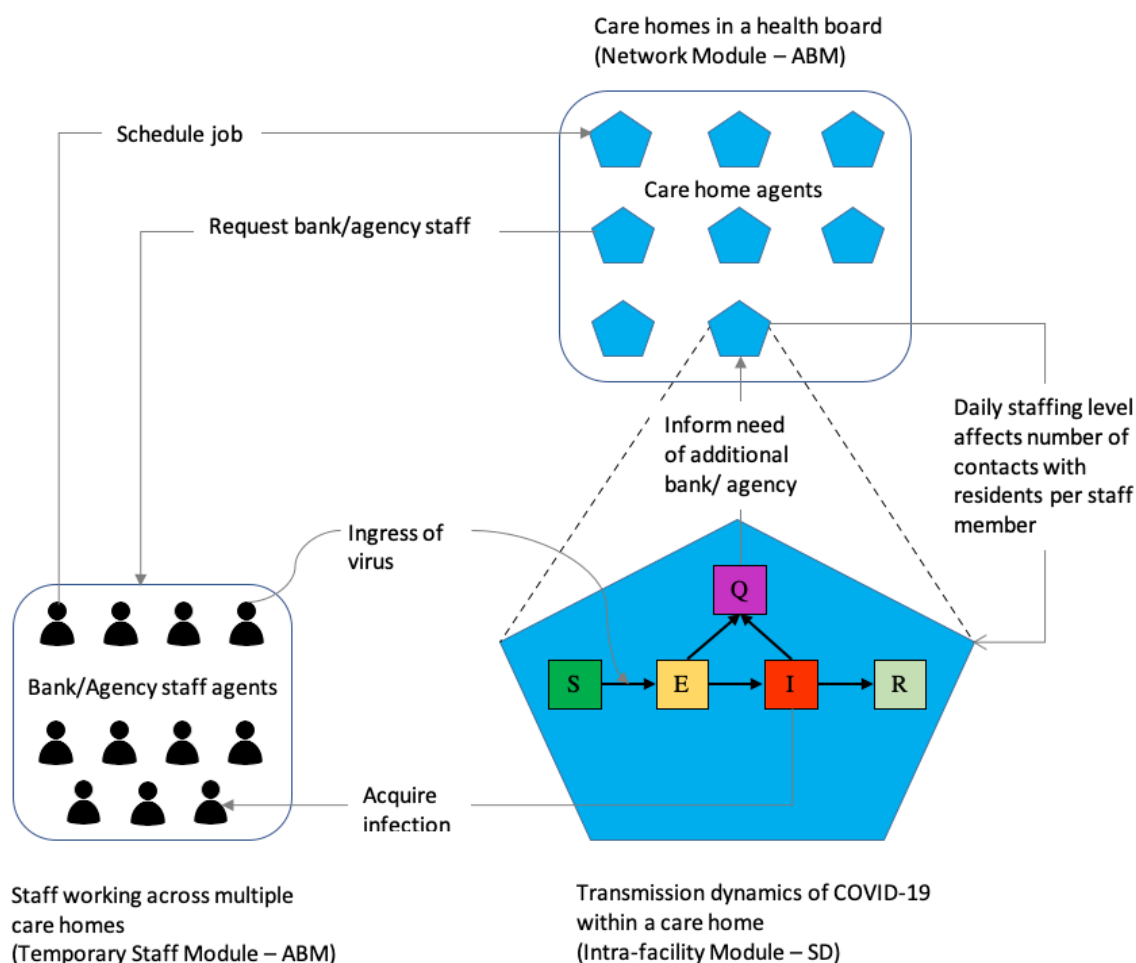 Care homes in a health board
(Network Module – ABM)
Schedule job
Care home agents
Request bank/agency staff
Inform need
of additional
bank/ agency
Daily staffing level
affects number of
contacts with
residents per staff
member
Ingress of
virus
Q
S
E
I
R
Bank/Agency staff agents
Acquire
infection
Staff working across multiple
care homes
(Temporary Staff Module – ABM)
Transmission dynamics of COVID-19
within a care home
(Intra-facility Module – SD)